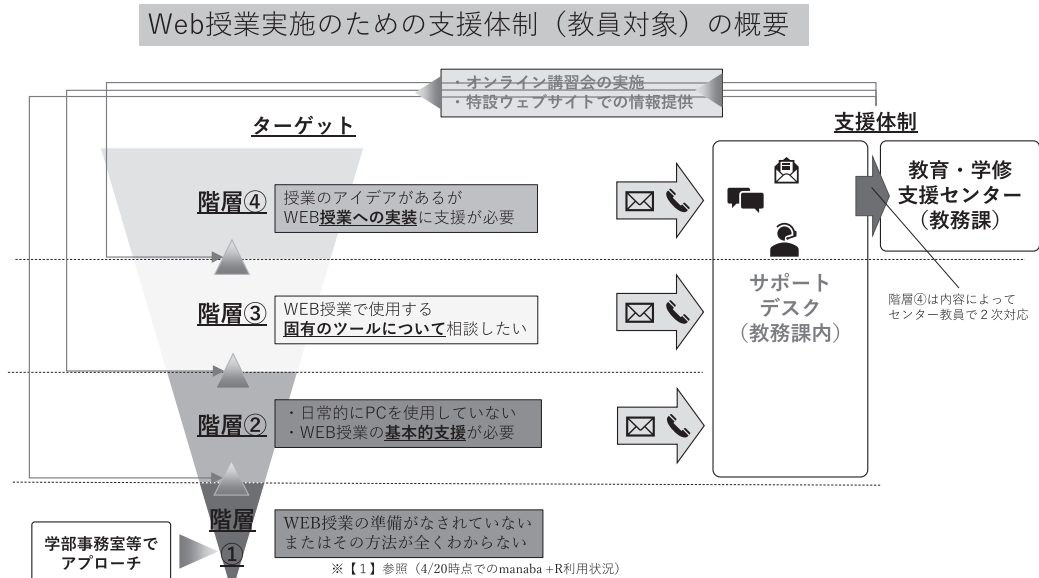 Web授業実施のための支援体制（教員対象）の概要
・オンライン講習会の実施
・特設ウェブサイトでの情報提供
ターゲット
支援体制
階層④
授業のアイデアがあるが
WEB授業への実装に支援が必要
教育・学修
支援センター
（教務課）
階層③
WEB授業で使用する
固有のツールについて相談したい
サポート
デスク
（教務課内）
階層④は内容によって
センター教員で２次対応
階層②
・日常的にPCを使用していない
・WEB授業の基本的支援が必要
階層
①
WEB授業の準備がなされていない
またはその方法が全くわからない
学部事務室等で
アプローチ
※【１】参照（4/20時点でのmanaba +R利用状況）